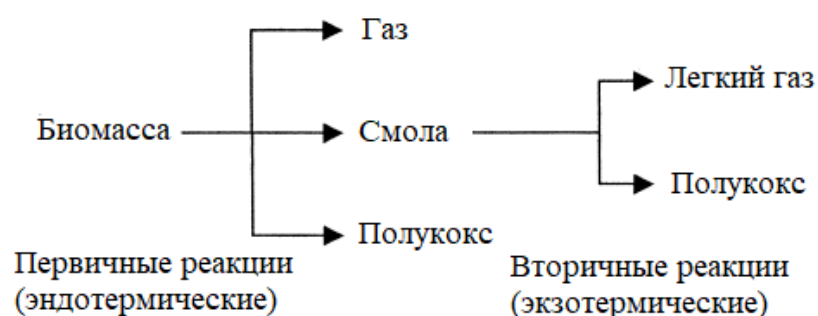 Газ
Легкий газ
Биомасса
Смола
Полукокс
Полукокс
Первичные реакции
(эндотермические)
Вторичные реакции
(экзотермические)